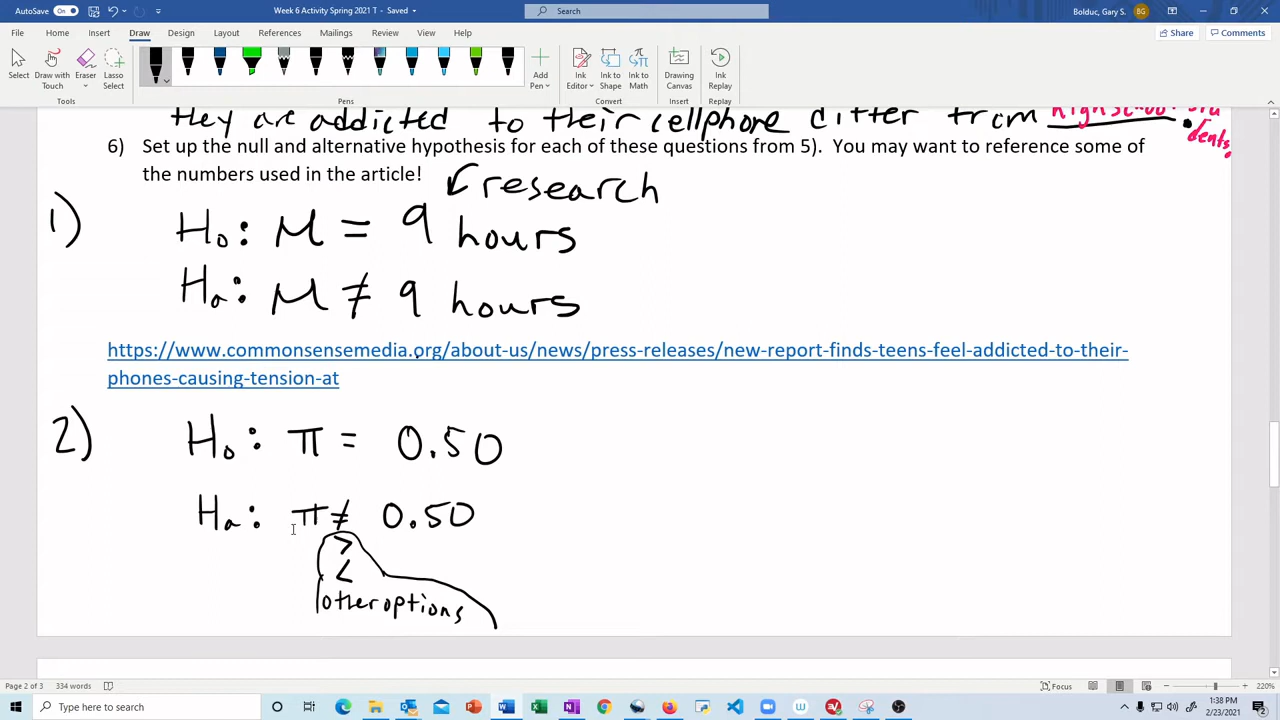 AutoSave On
Week 6 Activity Spring 2021 T - Saved
Search
Bolduc, Gary S.
BG
File Home Insert Draw Design Layout References Mailings Review View Help
Share Comments
Select
Draw with Touch
Eraser
Lasso Select
Add Pen
Ink Editor
Ink to Shape
Ink to Math
Drawing Canvas
Ink Replay
Tools Pens Convert Insert Replay
they are addicted to their cellphone differ from high school stu
dents.
6) Set up the null and alternative hypothesis for each of these questions from 5). You may want to reference some of
the numbers used in the article!
research
1) H₀: μ = 9 hours
Hₐ: μ ≠ 9 hours
https://www.commonsensemedia.org/about-us/news/press-releases/new-report-finds-teens-feel-addicted-to-their-
phones-causing-tension-at
2) H₀: π = 0.50
Hₐ: π ≠ 0.50
>
<
other options
Page 2 of 3 334 words
Focus
220%
Type here to search
1:38 PM
2/23/2021